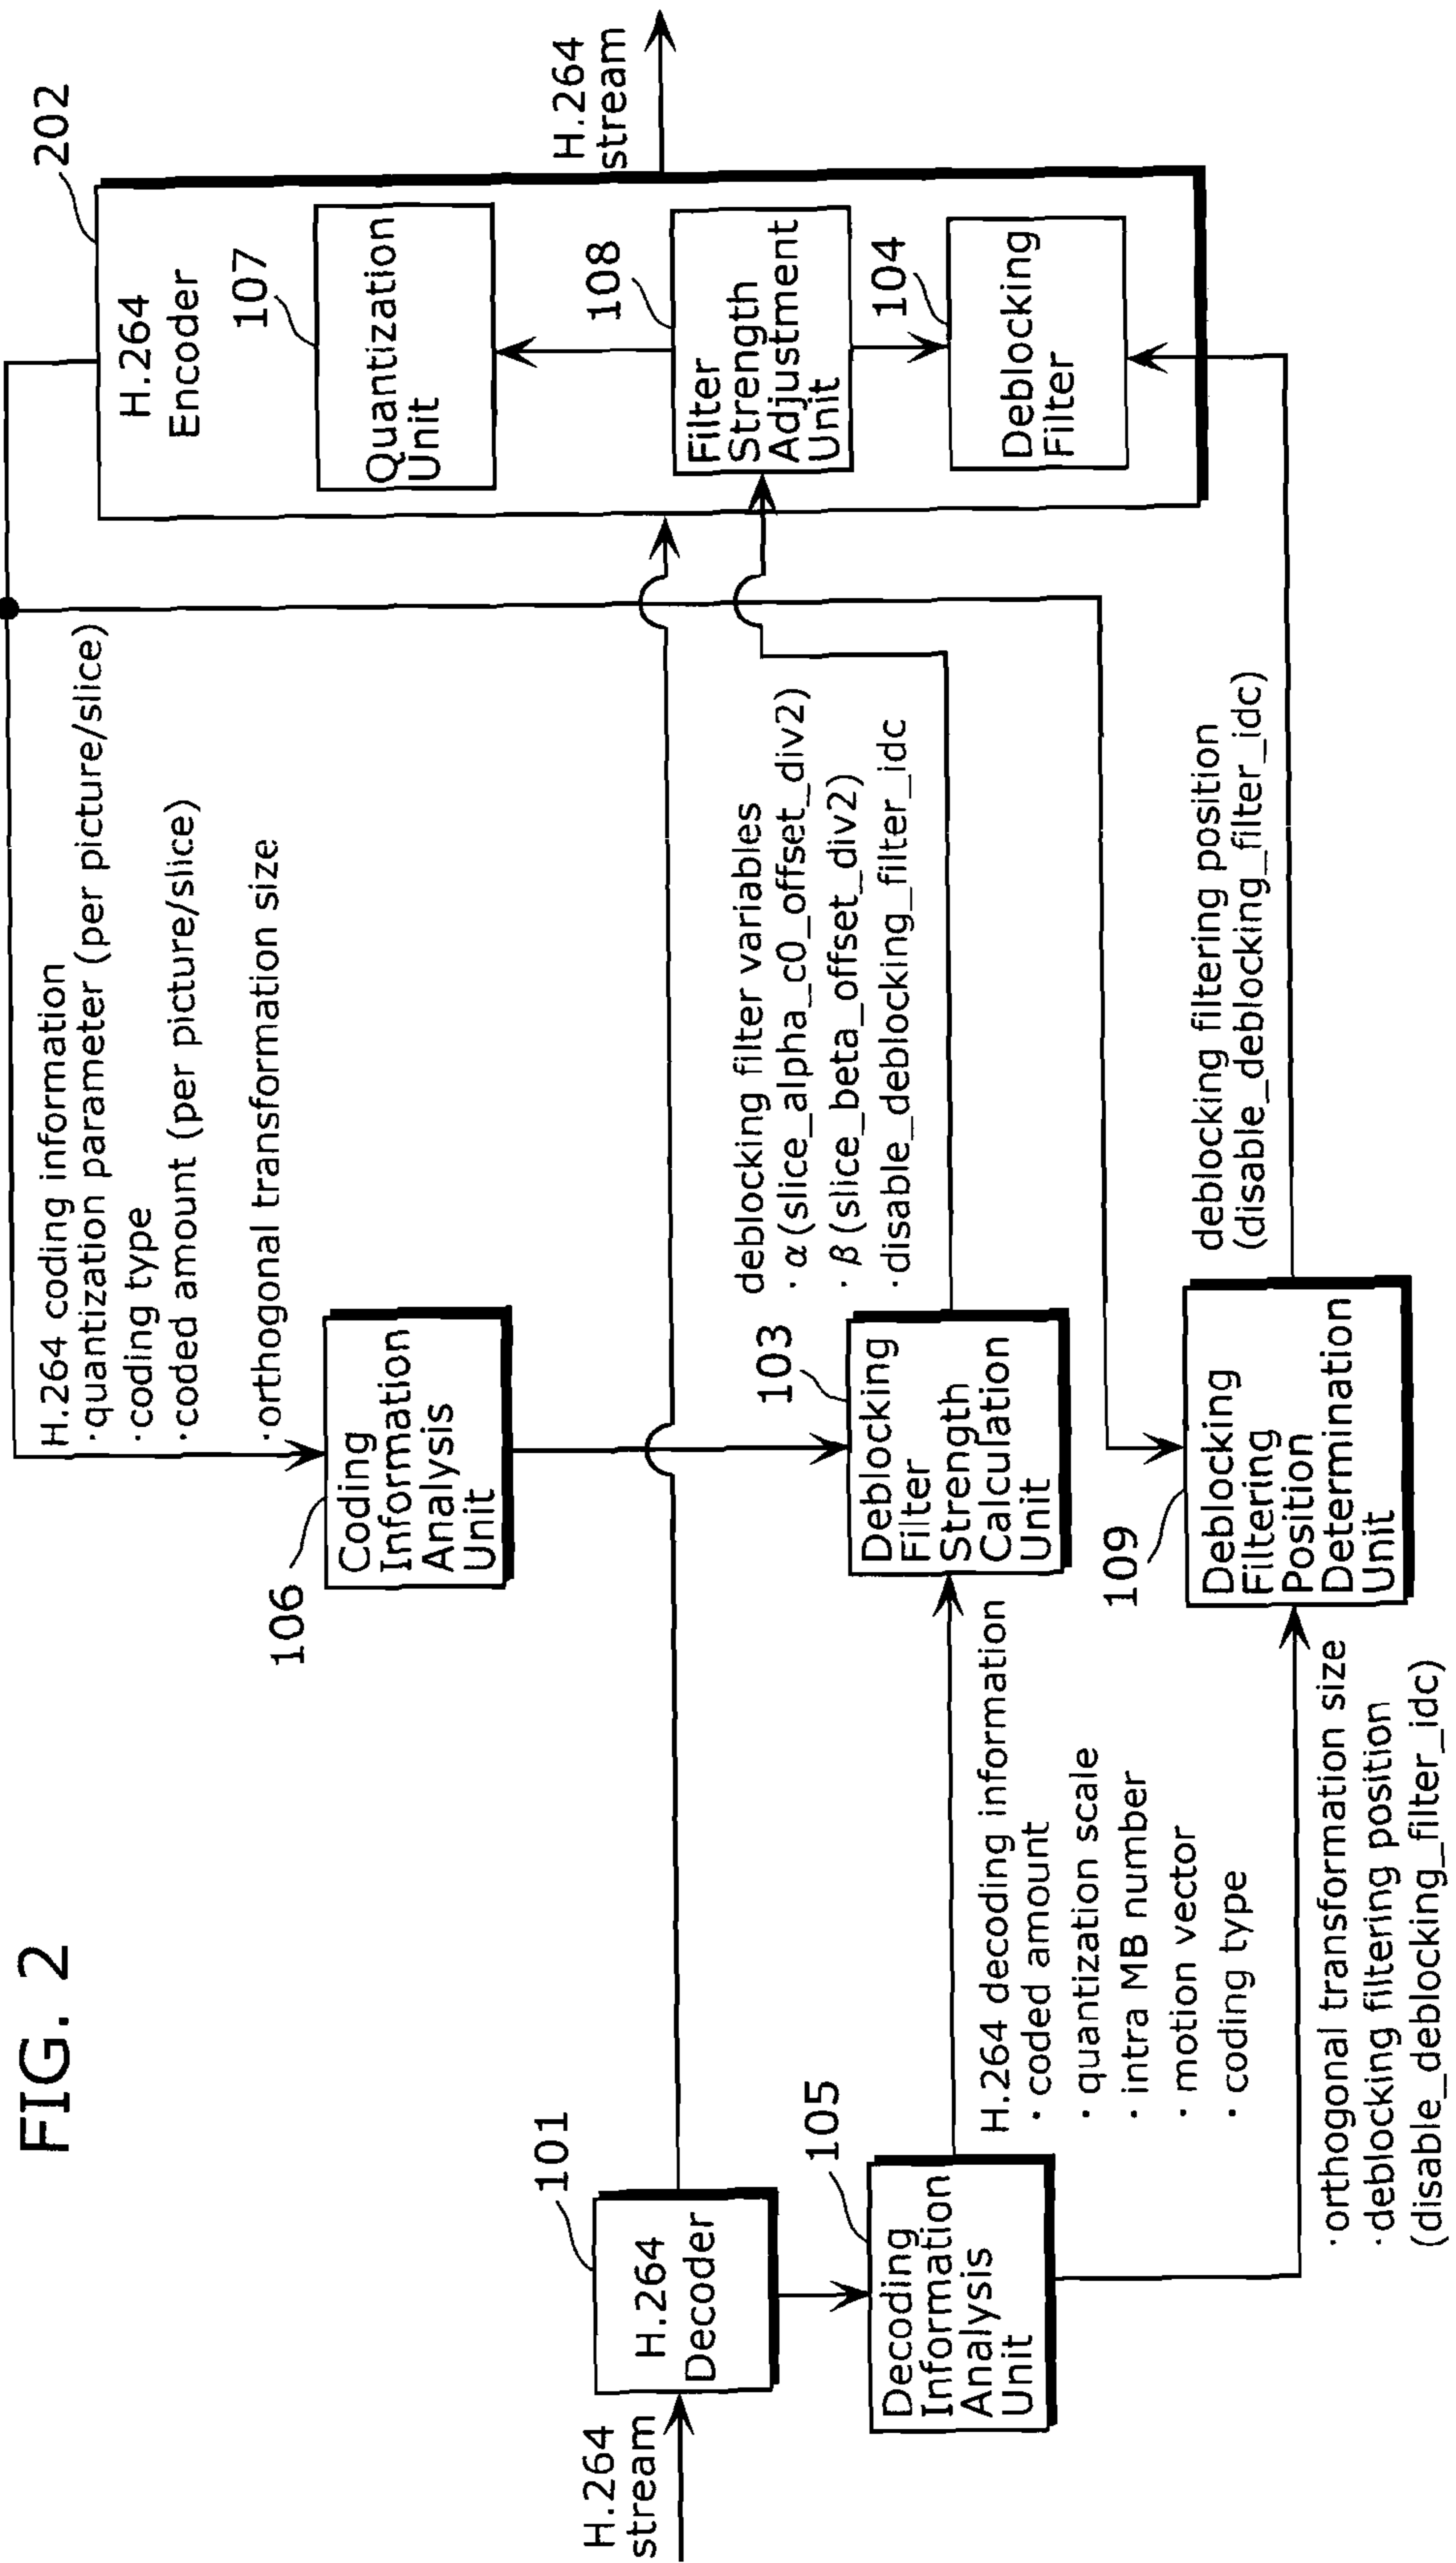 FIG. 2
H.264
stream
101
H.264
Decoder
105
Decoding
Information
Analysis
Unit
H.264 coding information
·quantization parameter (per picture/slice)
·coding type
·coded amount (per picture/slice)
·orthogonal transformation size
106
Coding
Information
Analysis
Unit
H.264 decoding information
· coded amount
· quantization scale
· intra MB number
· motion vector
· coding type
103
Deblocking
Filter
Strength
Calculation
Unit
deblocking filter variables
· α(slice_alpha_c0_offset_div2)
· β(slice_beta_offset_div2)
·disable_deblocking_filter_idc
·orthogonal transformation size
·deblocking filtering position
(disable_deblocking_filter_idc)
109
Deblocking
Filtering
Position
Determination
Unit
deblocking filtering position
(disable_deblocking_filter_idc)
202
H.264
Encoder
107
Quantization
Unit
108
Filter
Strength
Adjustment
Unit
104
Deblocking
Filter
H.264
stream